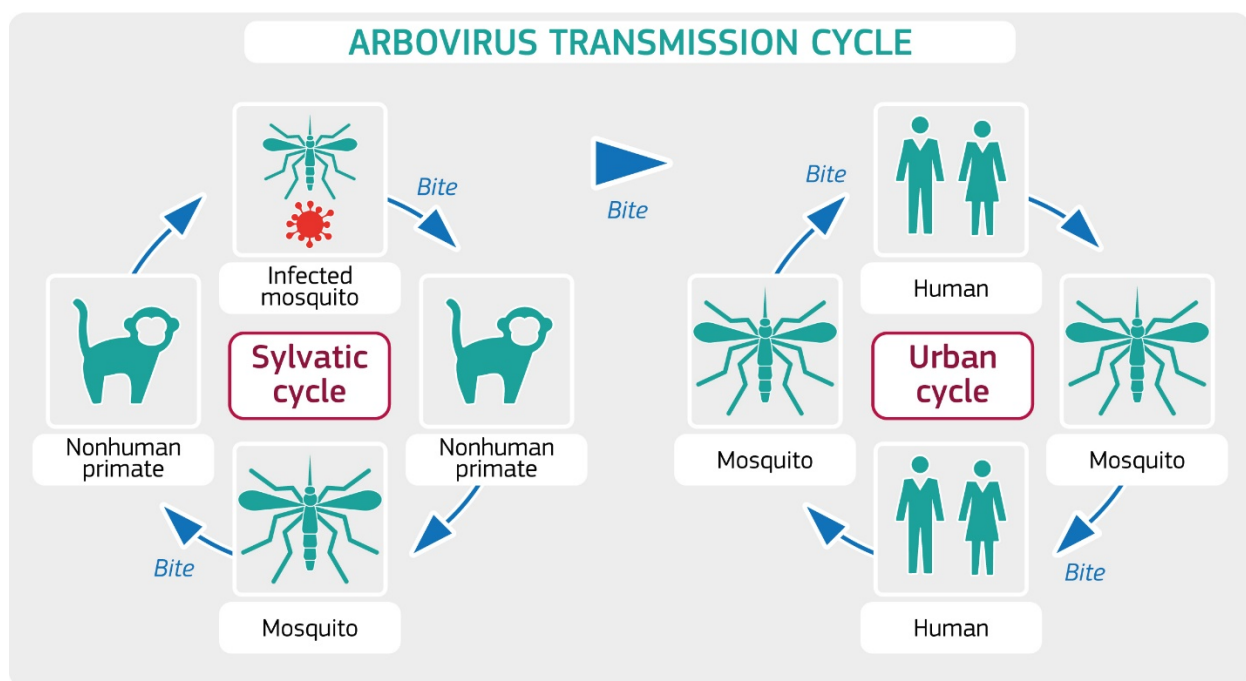 ARBOVIRUS TRANSMISSION CYCLE
Bite
Infected
mosquito
Nonhuman
primate
Sylvatic
cycle
Nonhuman
primate
Bite
Mosquito
Bite
Bite
Human
Mosquito
Urban
cycle
Mosquito
Bite
Human